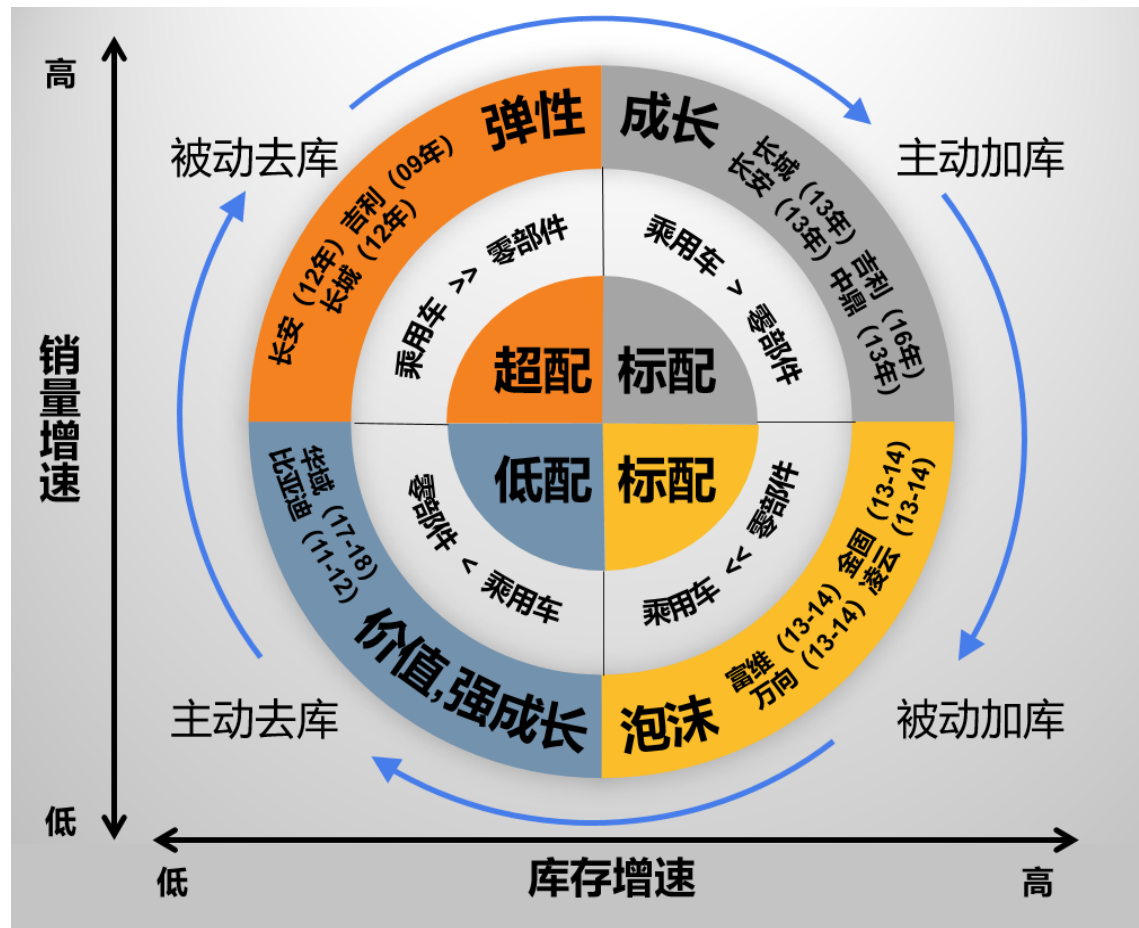 高
销量增速
低
被动去库
主动加库
弹性
成长
长安（12年）吉利（09年）
长城（12年）
长城（13年）吉利（16年）
长安（13年）中鼎（13年）
乘用车 >> 零部件
乘用车 > 零部件
超配
标配
低配
标配
零部件 < 乘用车
乘用车 << 零部件
华域（17-18）
比亚迪（11-12）
富维（13-14）金固（13-14）
万向（13-14）凌云（13-14）
价值,强成长
泡沫
主动去库
被动加库
低
库存增速
高